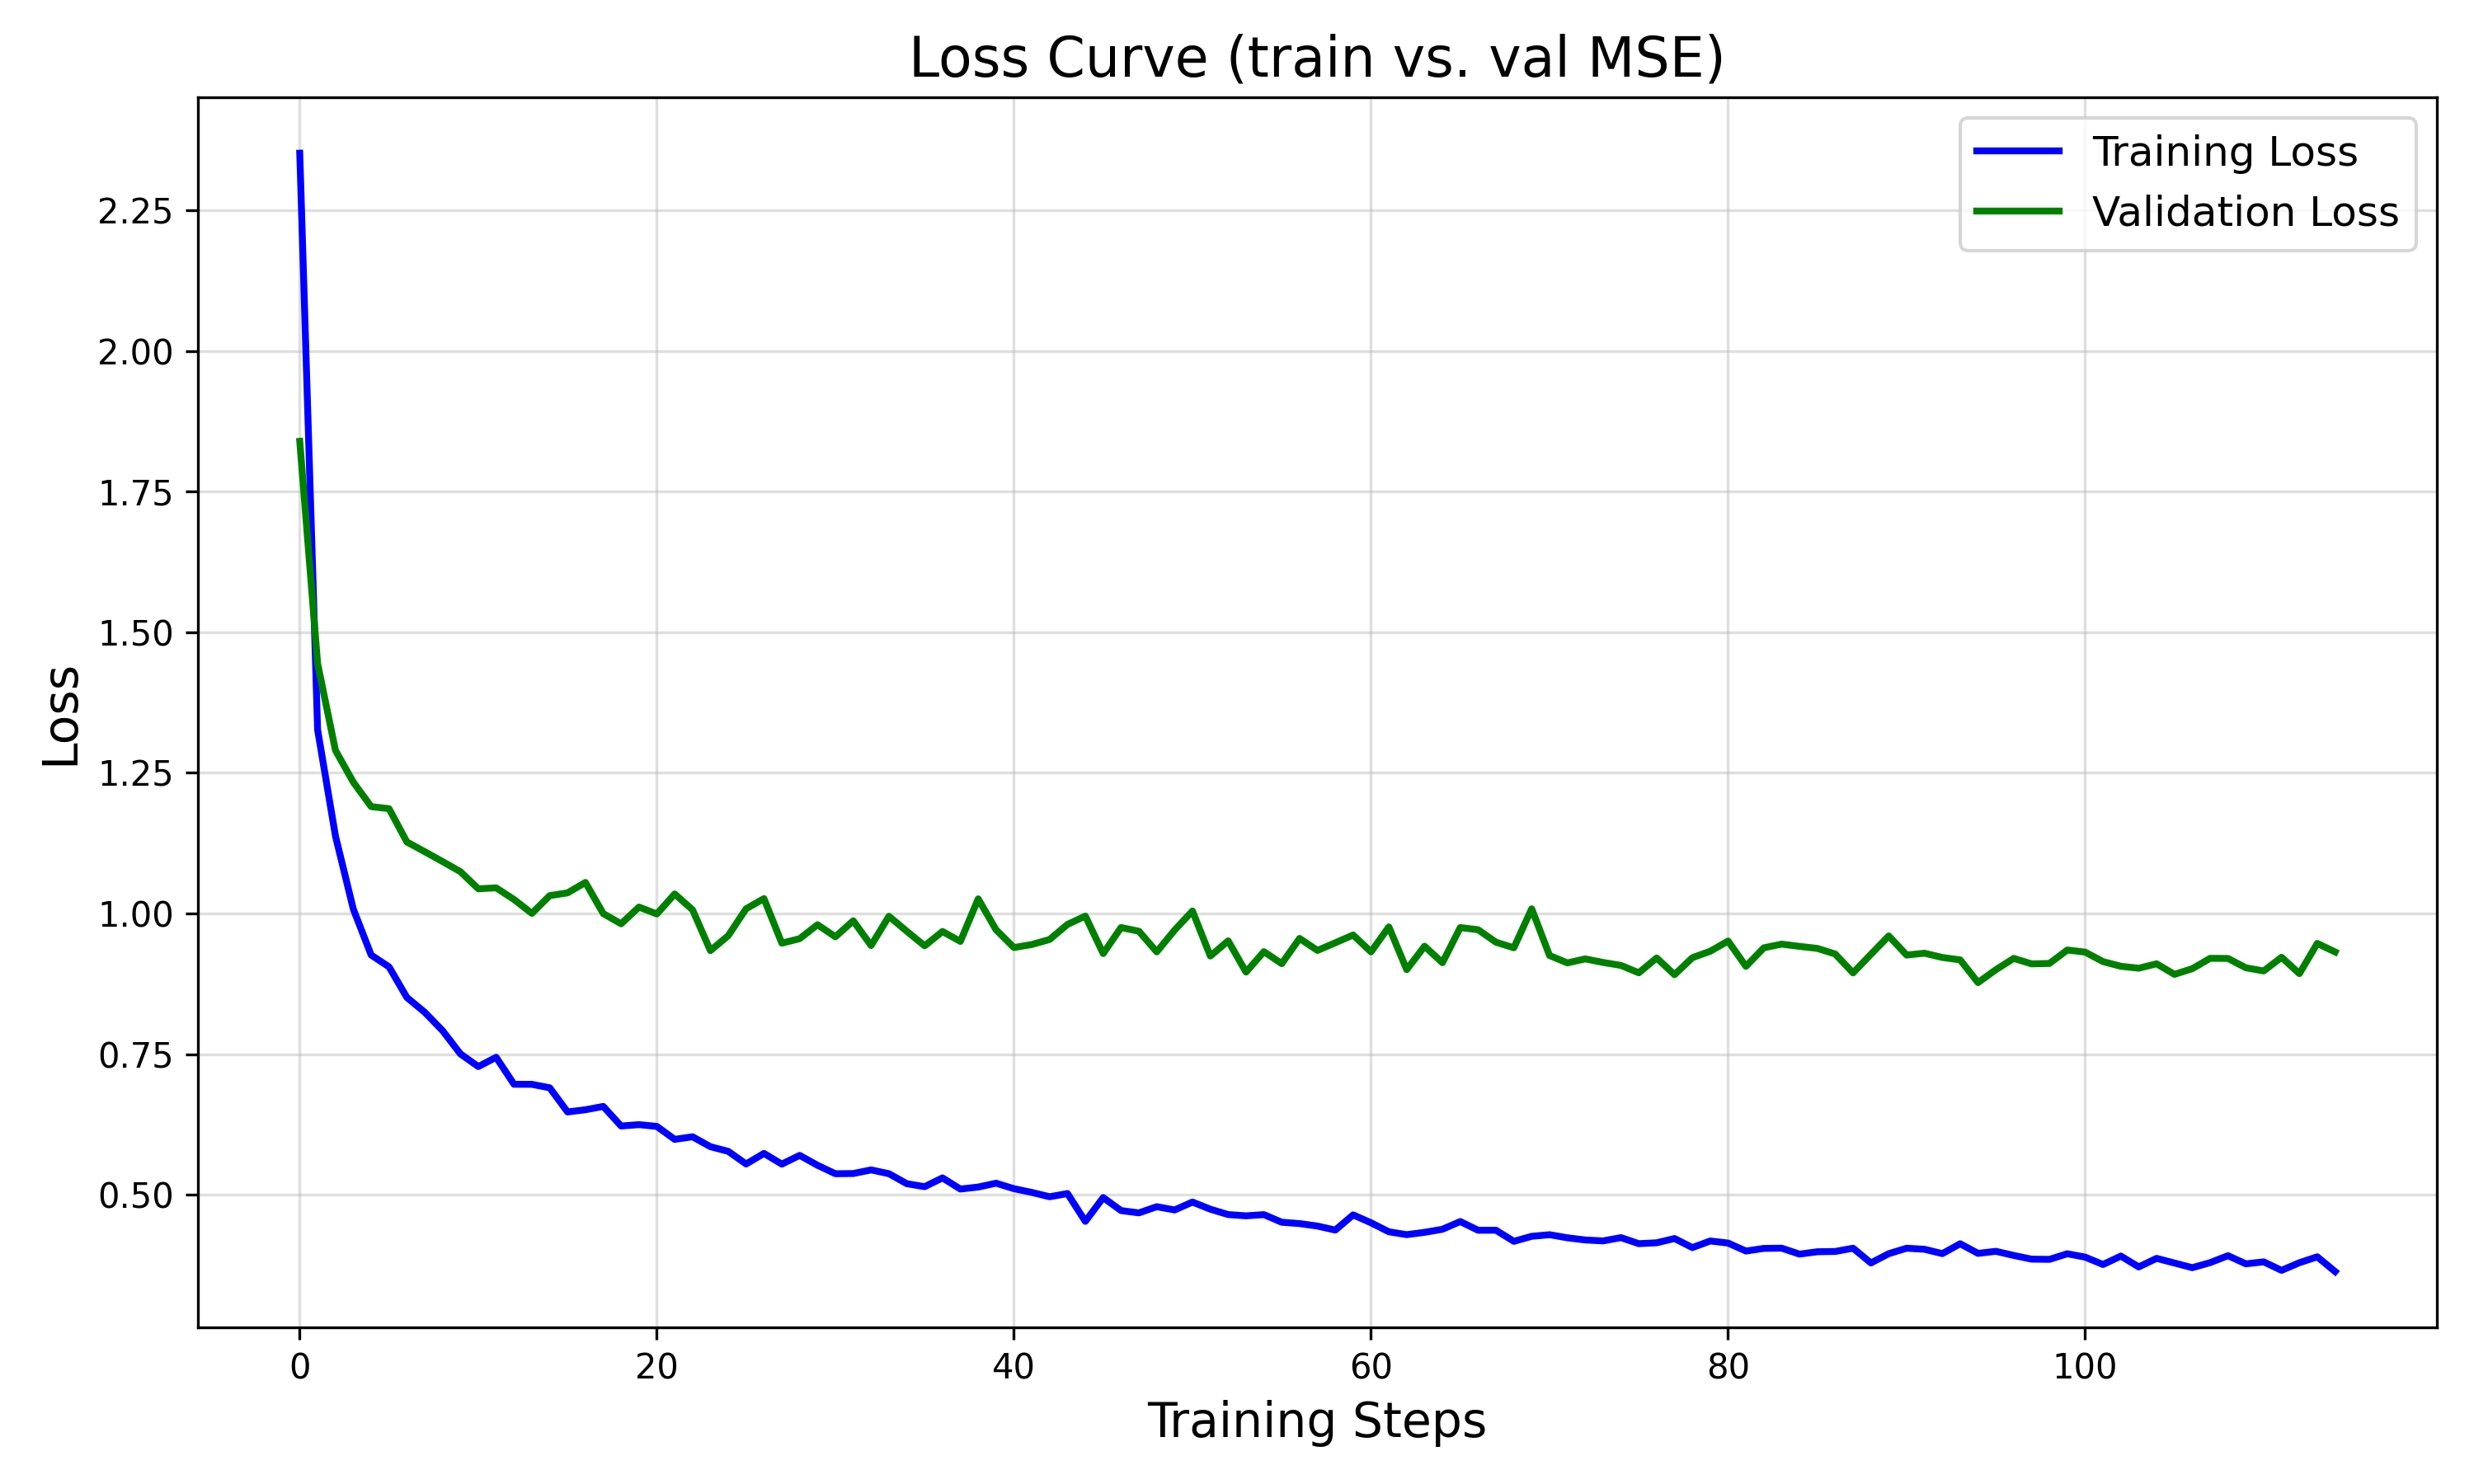 Loss Curve (train vs. val MSE)
Training Loss
Validation Loss
2.25
2.00
1.75
1.50
1.25
1.00
0.75
0.50
Loss
0 20 40 60 80 100
Training Steps